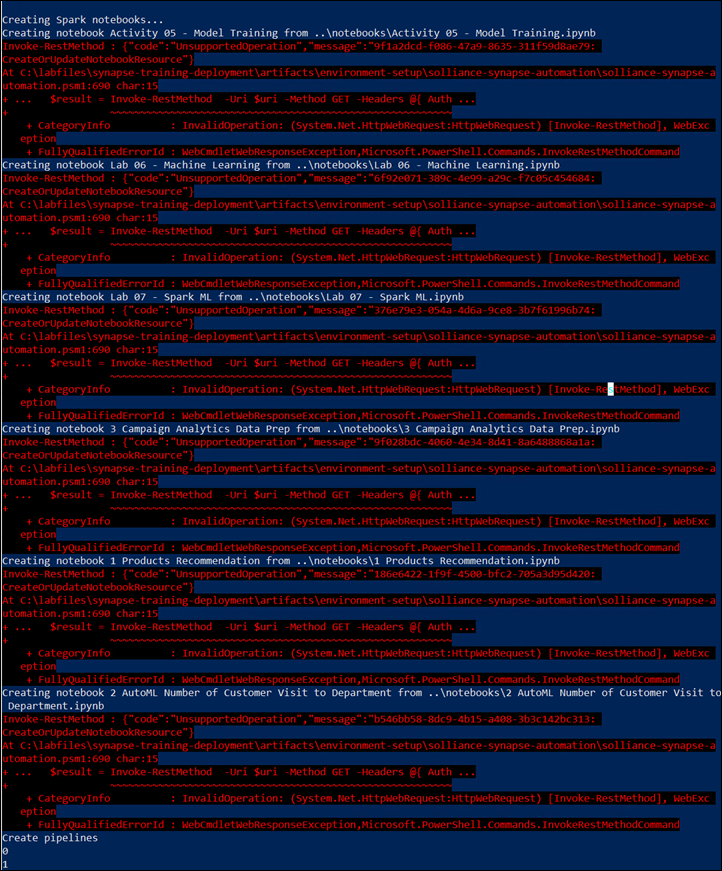 Creating Spark notebooks...
Creating notebook Activity 05 - Model Training from ..\notebooks\Activity 05 - Model Training.ipynb
Invoke-RestMethod : {"code":"UnsupportedOperation","message":"9f1a2dcd-f086-47a9-8635-311f59d8ae79:
CreateOrUpdateNotebookResource"}
At C:\labfiles\synapse-training-deployment\artifacts\environment-setup\solliance-synapse-automation\solliance-synapse-a
utomation.psm1:690 char:15
+ ...   $result = Invoke-RestMethod  -Uri $uri -Method GET -Headers @{ Auth ...
+                 ~~~~~~~~~~~~~~~~~~~~~~~~~~~~~~~~~~~~~~~~~~~~~~~~~~~~~~~~~
    + CategoryInfo          : InvalidOperation: (System.Net.HttpWebRequest:HttpWebRequest) [Invoke-RestMethod], WebExc
   eption
    + FullyQualifiedErrorId : WebCmdletWebResponseException,Microsoft.PowerShell.Commands.InvokeRestMethodCommand
Creating notebook Lab 06 - Machine Learning from ..\notebooks\Lab 06 - Machine Learning.ipynb
Invoke-RestMethod : {"code":"UnsupportedOperation","message":"6f92e071-389c-4e99-a29c-f7c05c454684:
CreateOrUpdateNotebookResource"}
At C:\labfiles\synapse-training-deployment\artifacts\environment-setup\solliance-synapse-automation\solliance-synapse-a
utomation.psm1:690 char:15
+ ...   $result = Invoke-RestMethod  -Uri $uri -Method GET -Headers @{ Auth ...
+                 ~~~~~~~~~~~~~~~~~~~~~~~~~~~~~~~~~~~~~~~~~~~~~~~~~~~~~~~~~
    + CategoryInfo          : InvalidOperation: (System.Net.HttpWebRequest:HttpWebRequest) [Invoke-RestMethod], WebExc
   eption
    + FullyQualifiedErrorId : WebCmdletWebResponseException,Microsoft.PowerShell.Commands.InvokeRestMethodCommand
Creating notebook Lab 07 - Spark ML from ..\notebooks\Lab 07 - Spark ML.ipynb
Invoke-RestMethod : {"code":"UnsupportedOperation","message":"376e79e3-054a-4d6a-9ce8-3b7f61996b74:
CreateOrUpdateNotebookResource"}
At C:\labfiles\synapse-training-deployment\artifacts\environment-setup\solliance-synapse-automation\solliance-synapse-a
utomation.psm1:690 char:15
+ ...   $result = Invoke-RestMethod  -Uri $uri -Method GET -Headers @{ Auth ...
+                 ~~~~~~~~~~~~~~~~~~~~~~~~~~~~~~~~~~~~~~~~~~~~~~~~~~~~~~~~~
    + CategoryInfo          : InvalidOperation: (System.Net.HttpWebRequest:HttpWebRequest) [Invoke-RestMethod], WebExc
   eption
    + FullyQualifiedErrorId : WebCmdletWebResponseException,Microsoft.PowerShell.Commands.InvokeRestMethodCommand
Creating notebook 3 Campaign Analytics Data Prep from ..\notebooks\3 Campaign Analytics Data Prep.ipynb
Invoke-RestMethod : {"code":"UnsupportedOperation","message":"9f028bdc-4060-4e34-8d41-8a6488868a1a:
CreateOrUpdateNotebookResource"}
At C:\labfiles\synapse-training-deployment\artifacts\environment-setup\solliance-synapse-automation\solliance-synapse-a
utomation.psm1:690 char:15
+ ...   $result = Invoke-RestMethod  -Uri $uri -Method GET -Headers @{ Auth ...
+                 ~~~~~~~~~~~~~~~~~~~~~~~~~~~~~~~~~~~~~~~~~~~~~~~~~~~~~~~~~
    + CategoryInfo          : InvalidOperation: (System.Net.HttpWebRequest:HttpWebRequest) [Invoke-RestMethod], WebExc
   eption
    + FullyQualifiedErrorId : WebCmdletWebResponseException,Microsoft.PowerShell.Commands.InvokeRestMethodCommand
Creating notebook 1 Products Recommendation from ..\notebooks\1 Products Recommendation.ipynb
Invoke-RestMethod : {"code":"UnsupportedOperation","message":"186e6422-1f9f-4500-bfc2-705a3d95d420:
CreateOrUpdateNotebookResource"}
At C:\labfiles\synapse-training-deployment\artifacts\environment-setup\solliance-synapse-automation\solliance-synapse-a
utomation.psm1:690 char:15
+ ...   $result = Invoke-RestMethod  -Uri $uri -Method GET -Headers @{ Auth ...
+                 ~~~~~~~~~~~~~~~~~~~~~~~~~~~~~~~~~~~~~~~~~~~~~~~~~~~~~~~~~
    + CategoryInfo          : InvalidOperation: (System.Net.HttpWebRequest:HttpWebRequest) [Invoke-RestMethod], WebExc
   eption
    + FullyQualifiedErrorId : WebCmdletWebResponseException,Microsoft.PowerShell.Commands.InvokeRestMethodCommand
Creating notebook 2 AutoML Number of Customer Visit to Department from ..\notebooks\2 AutoML Number of Customer Visit to
 Department.ipynb
Invoke-RestMethod : {"code":"UnsupportedOperation","message":"b546bb58-8dc9-4b15-a408-3b3c142bc313:
CreateOrUpdateNotebookResource"}
At C:\labfiles\synapse-training-deployment\artifacts\environment-setup\solliance-synapse-automation\solliance-synapse-a
utomation.psm1:690 char:15
+ ...   $result = Invoke-RestMethod  -Uri $uri -Method GET -Headers @{ Auth ...
+                 ~~~~~~~~~~~~~~~~~~~~~~~~~~~~~~~~~~~~~~~~~~~~~~~~~~~~~~~~~
    + CategoryInfo          : InvalidOperation: (System.Net.HttpWebRequest:HttpWebRequest) [Invoke-RestMethod], WebExc
   eption
    + FullyQualifiedErrorId : WebCmdletWebResponseException,Microsoft.PowerShell.Commands.InvokeRestMethodCommand
Create pipelines
0
1